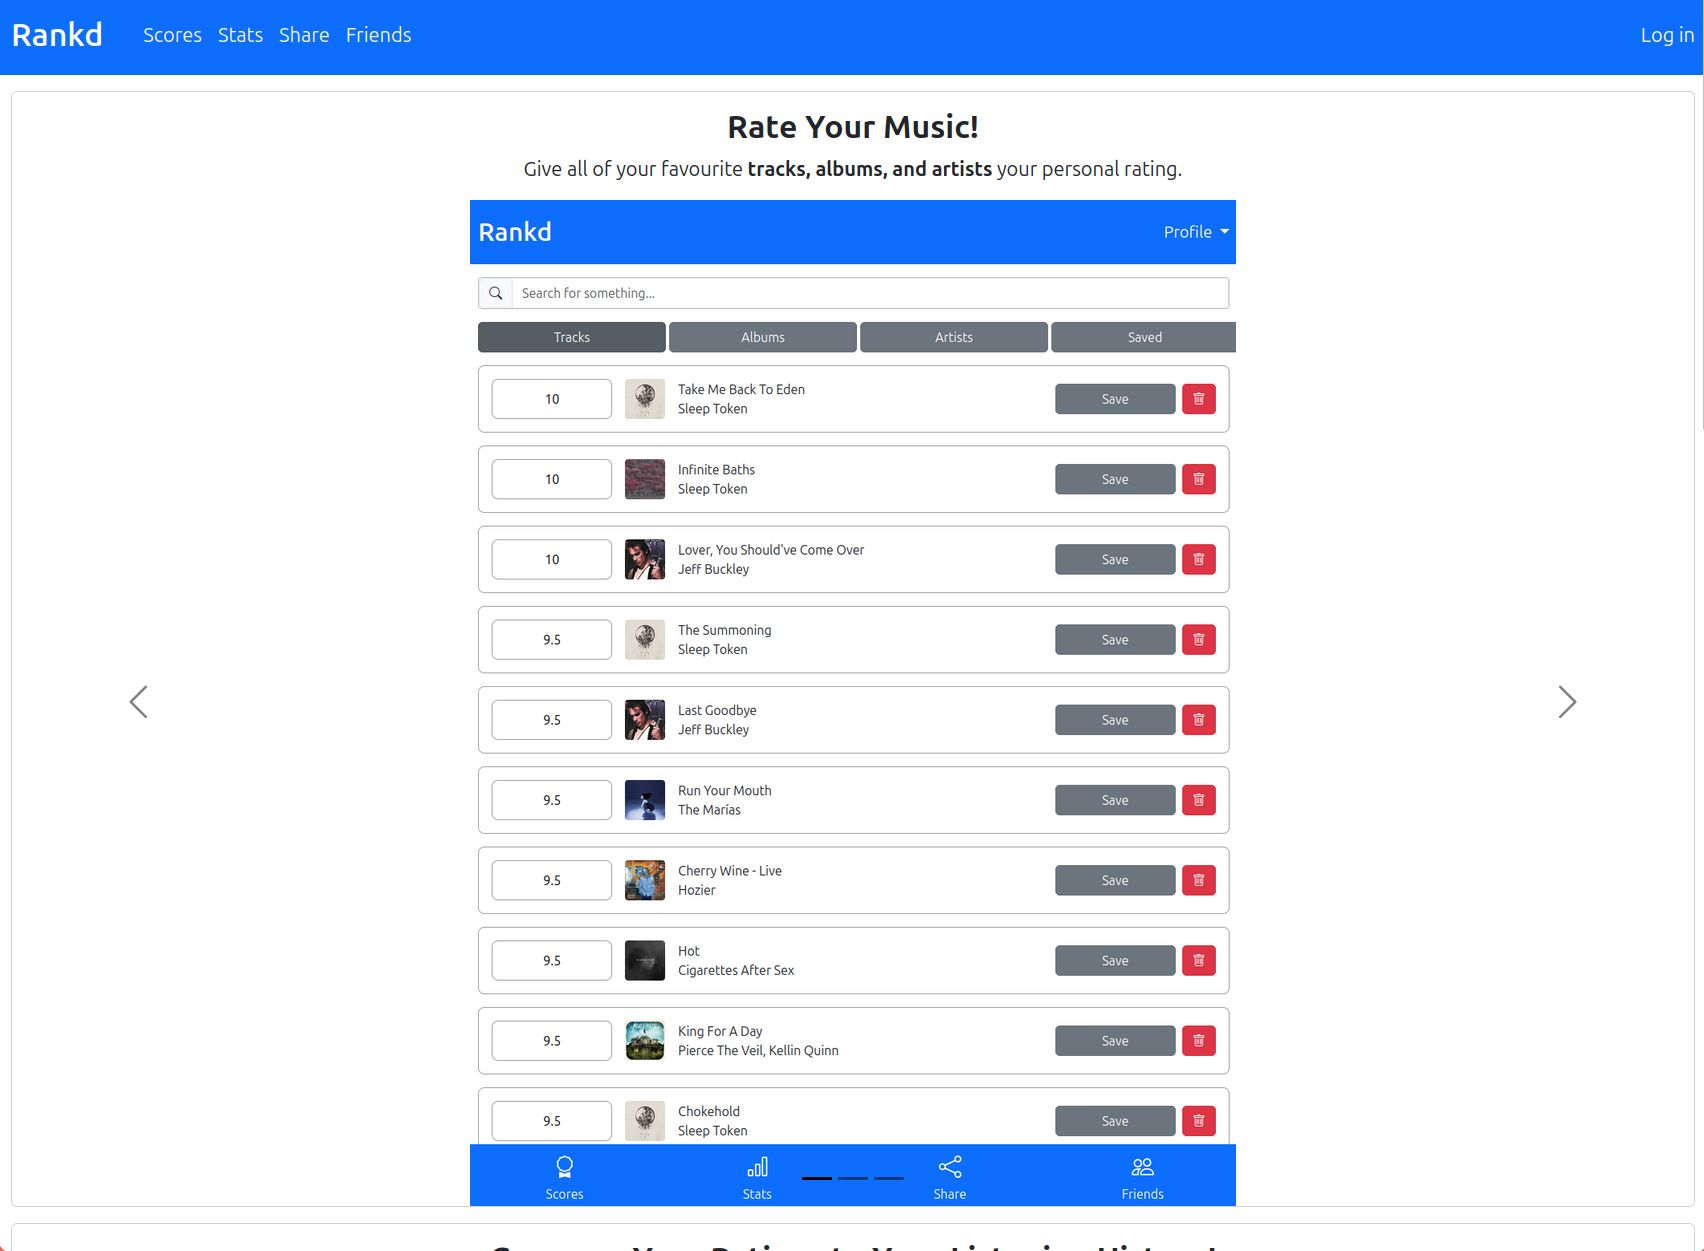 Rankd Scores Stats Share Friends Log in
Rate Your Music!
Give all of your favourite tracks, albums, and artists your personal rating.
Rankd Profile
Search for something...
Tracks Albums Artists Saved
10 Take Me Back To Eden Save
Sleep Token
10 Infinite Baths Save
Sleep Token
10 Lover, You Should've Come Over Save
Jeff Buckley
9.5 The Summoning Save
Sleep Token
9.5 Last Goodbye Save
Jeff Buckley
9.5 Run Your Mouth Save
The Marías
9.5 Cherry Wine - Live Save
Hozier
9.5 Hot Save
Cigarettes After Sex
9.5 King For A Day Save
Pierce The Veil, Kellin Quinn
9.5 Chokehold Save
Sleep Token
Scores Stats Share Friends